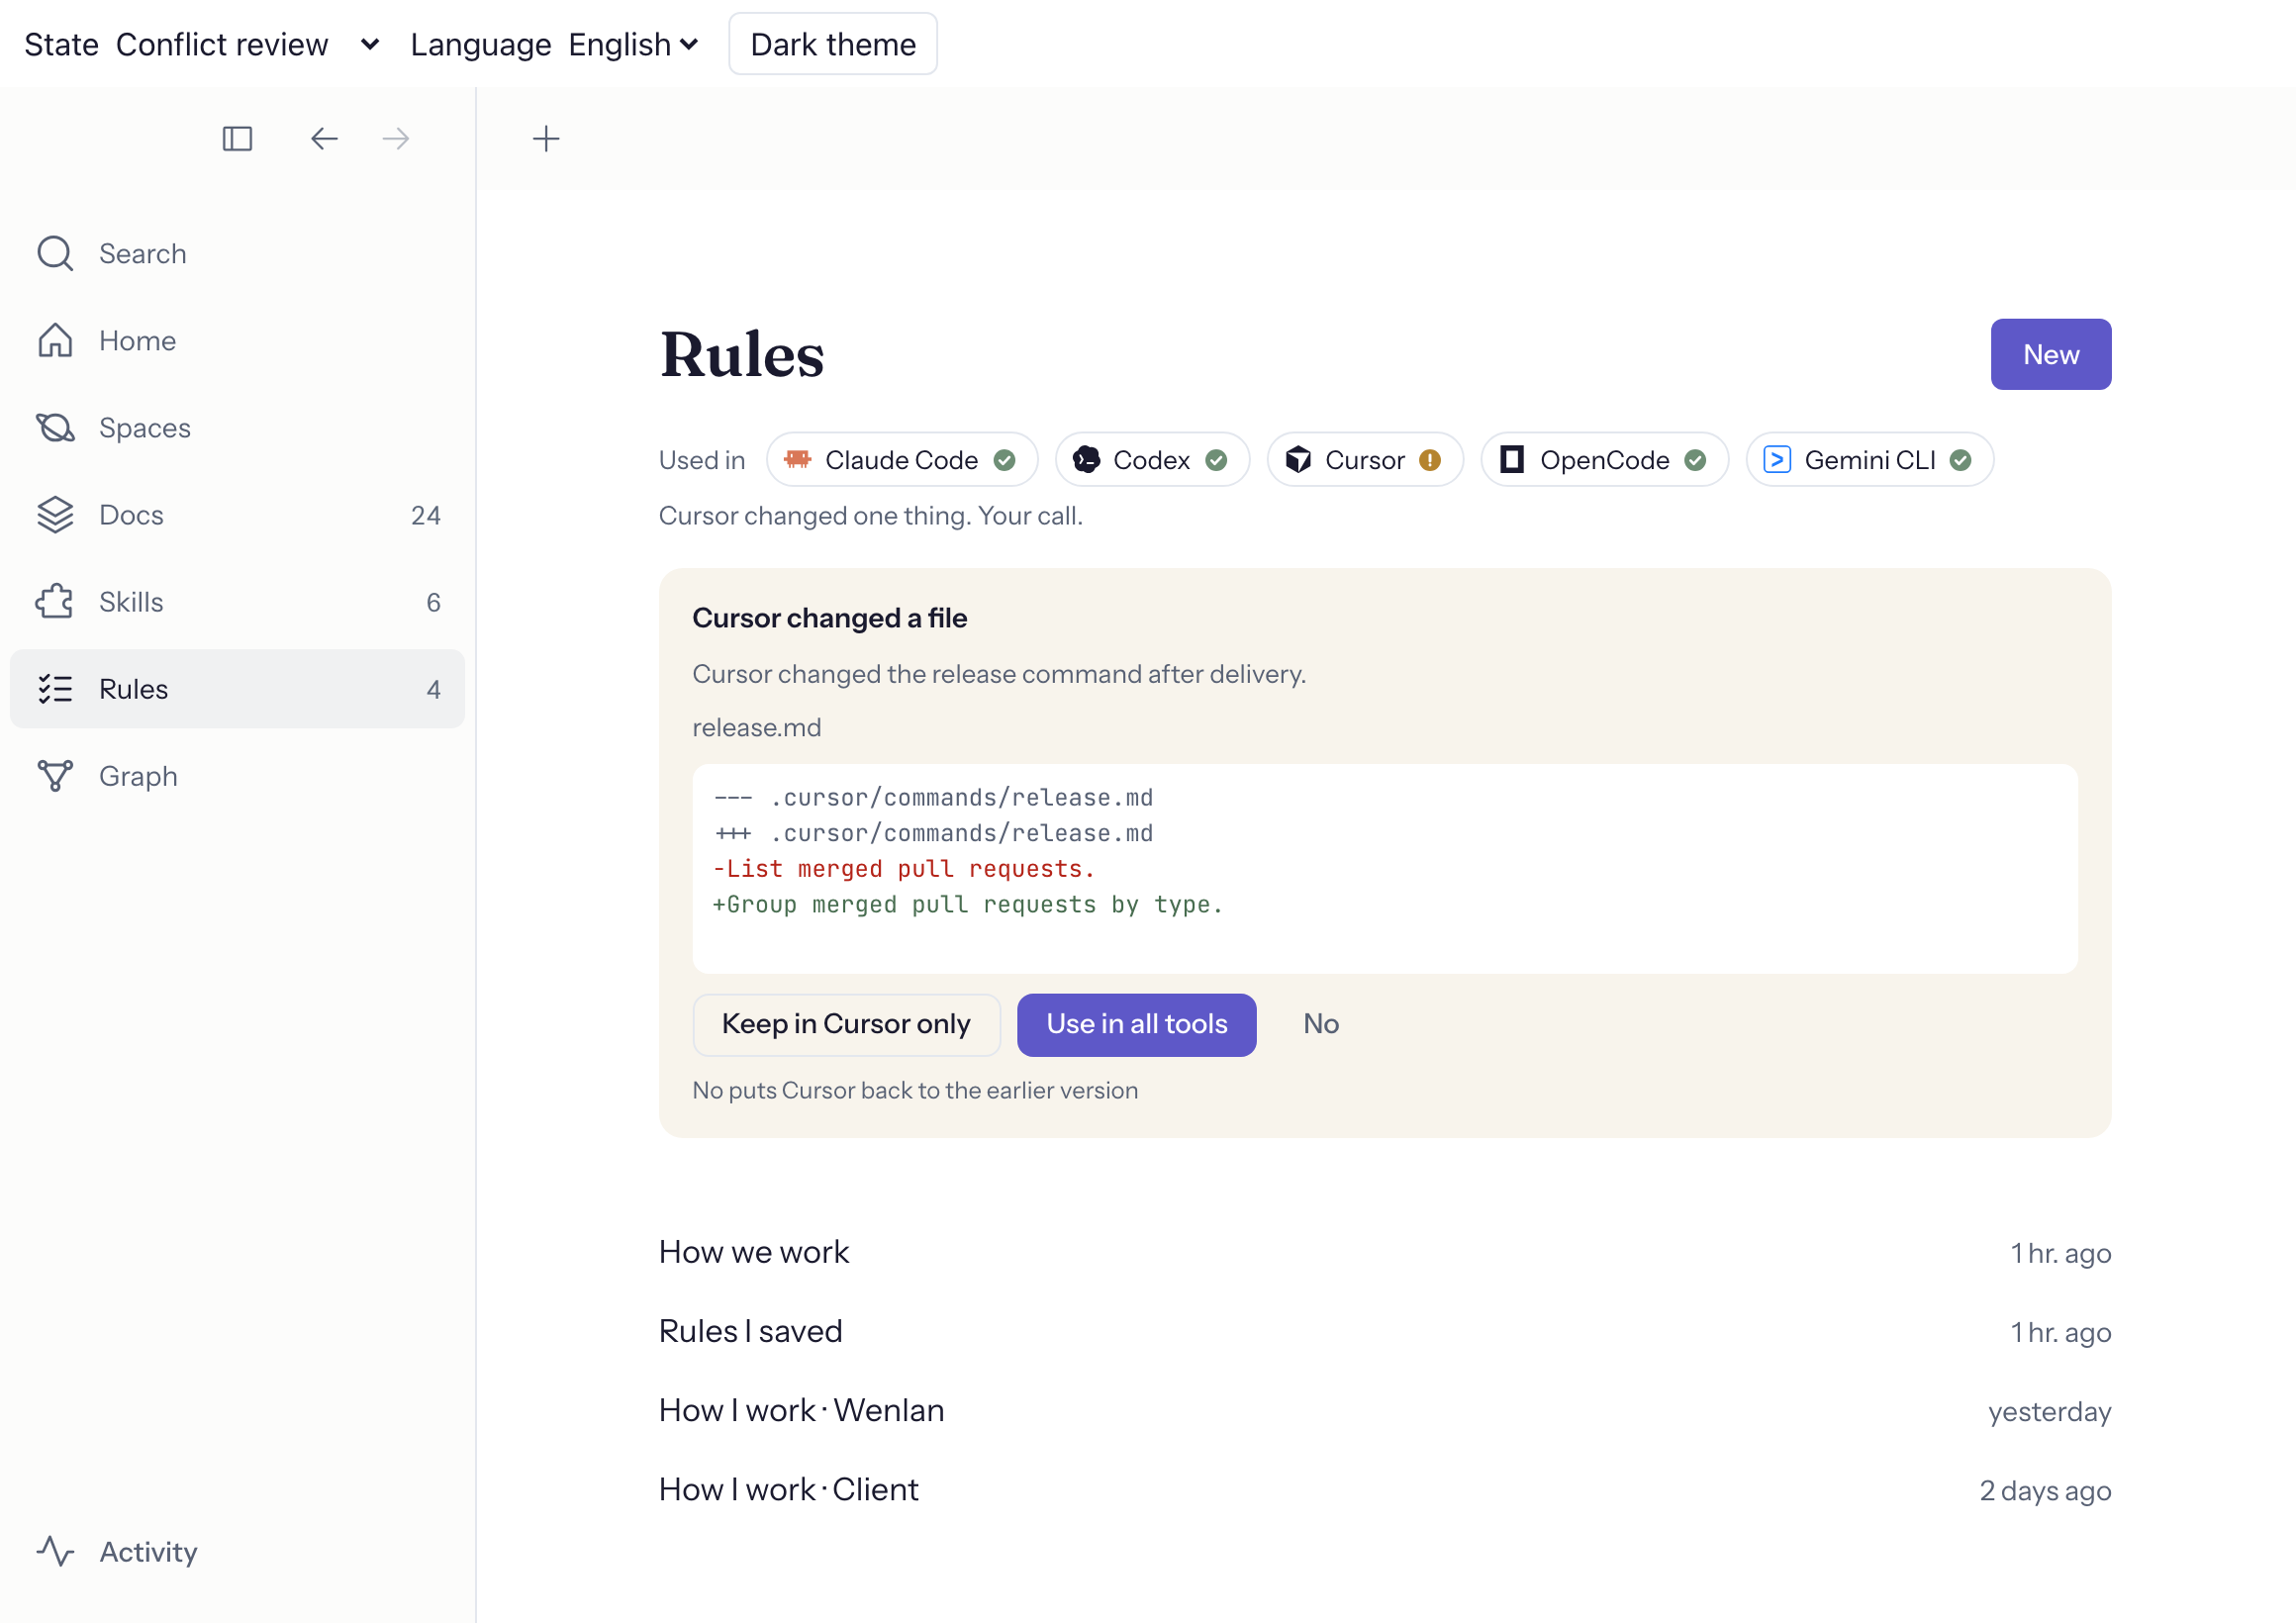 State Conflict review Language English Dark theme
Search
Home
Spaces
Docs 24
Skills 6
Rules 4
Graph
Activity
Rules New
Used in Claude Code Codex Cursor OpenCode Gemini CLI
Cursor changed one thing. Your call.
Cursor changed a file
Cursor changed the release command after delivery.
release.md
--- .cursor/commands/release.md
+++ .cursor/commands/release.md
-List merged pull requests.
+Group merged pull requests by type.
Keep in Cursor only Use in all tools No
No puts Cursor back to the earlier version
How we work 1 hr. ago
Rules I saved 1 hr. ago
How I work · Wenlan yesterday
How I work · Client 2 days ago